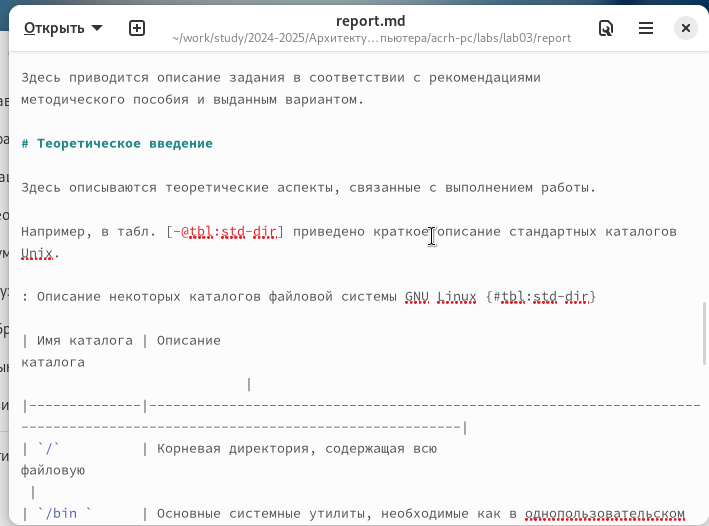 Открыть
report.md
~/work/study/2024-2025/Архитекту…пьютера/acrh-pc/labs/lab03/report
Здесь приводится описание задания в соответствии с рекомендациями
методического пособия и выданным вариантом.
# Теоретическое введение
Здесь описываются теоретические аспекты, связанные с выполнением работы.
Например, в табл. [-@tbl:std-dir] приведено краткое описание стандартных каталогов
Unix.
: Описание некоторых каталогов файловой системы GNU Linux {#tbl:std-dir}
| Имя каталога | Описание
каталога
|
|--------------|---------------------------------------------------------------------
-------------------------------------------------------|
| `/`          | Корневая директория, содержащая всю
файловую
|
| `/bin `      | Основные системные утилиты, необходимые как в однопользовательском